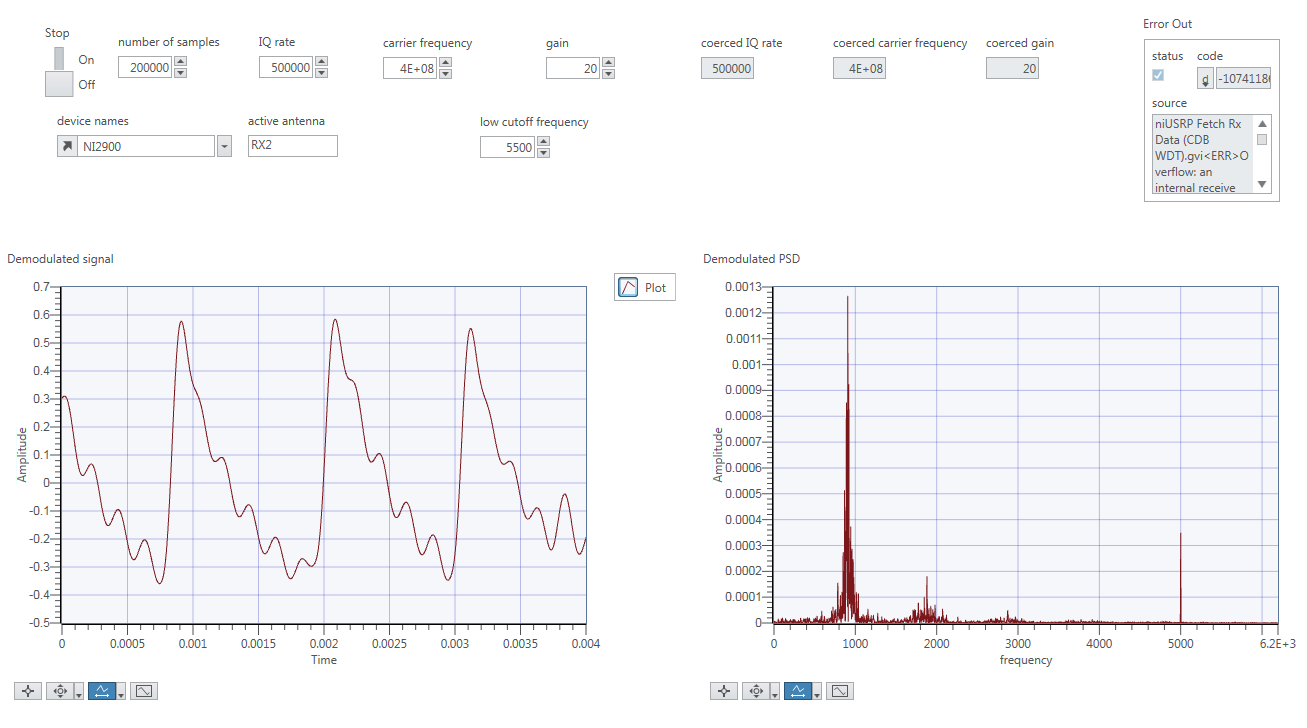 Stop
On
Off
number of samples
200000
IQ rate
500000
carrier frequency
4E+08
gain
20
coerced IQ rate
500000
coerced carrier frequency
4E+08
coerced gain
20
Error Out
status
code
d
-10741186
source
niUSRP Fetch Rx
Data (CDB
WDT).gvi<ERR>O
verflow: an
internal receive
device names
NI2900
active antenna
RX2
low cutoff frequency
5500
Demodulated signal
Plot
Amplitude
0.7
0.6
0.5
0.4
0.3
0.2
0.1
0
-0.1
-0.2
-0.3
-0.4
-0.5
0 0.0005 0.001 0.0015 0.002 0.0025 0.003 0.0035 0.004
Time
Demodulated PSD
Amplitude
0.0013
0.0012
0.0011
0.001
0.0009
0.0008
0.0007
0.0006
0.0005
0.0004
0.0003
0.0002
0.0001
0
0 1000 2000 3000 4000 5000 6.2E+3
frequency